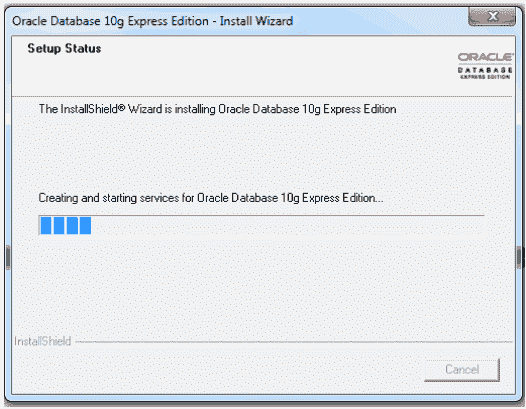 Oracle Database 10g Express Edition - Install Wizard
Setup Status
ORACLE
DATABASE
EXPRESS EDITION
The InstallShield® Wizard is installing Oracle Database 10g Express Edition
Creating and starting services for Oracle Database 10g Express Edition...
InstallShield
Cancel